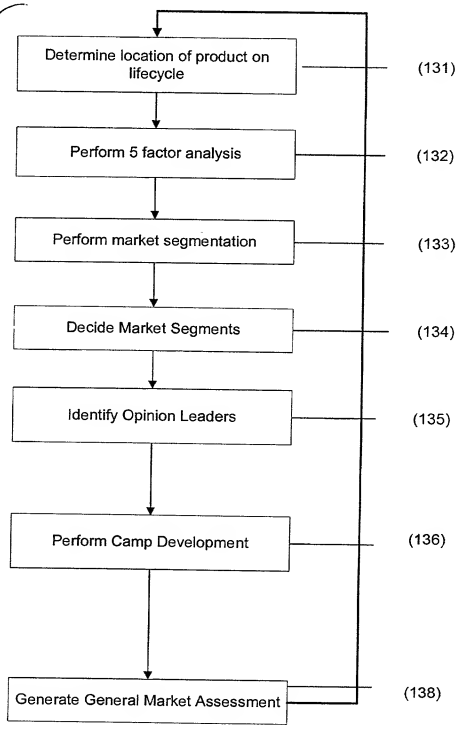 Determine location of product on
lifecycle
(131)
Perform 5 factor analysis
(132)
Perform market segmentation
(133)
Decide Market Segments
(134)
Identify Opinion Leaders
(135)
Perform Camp Development
(136)
Generate General Market Assessment
(138)